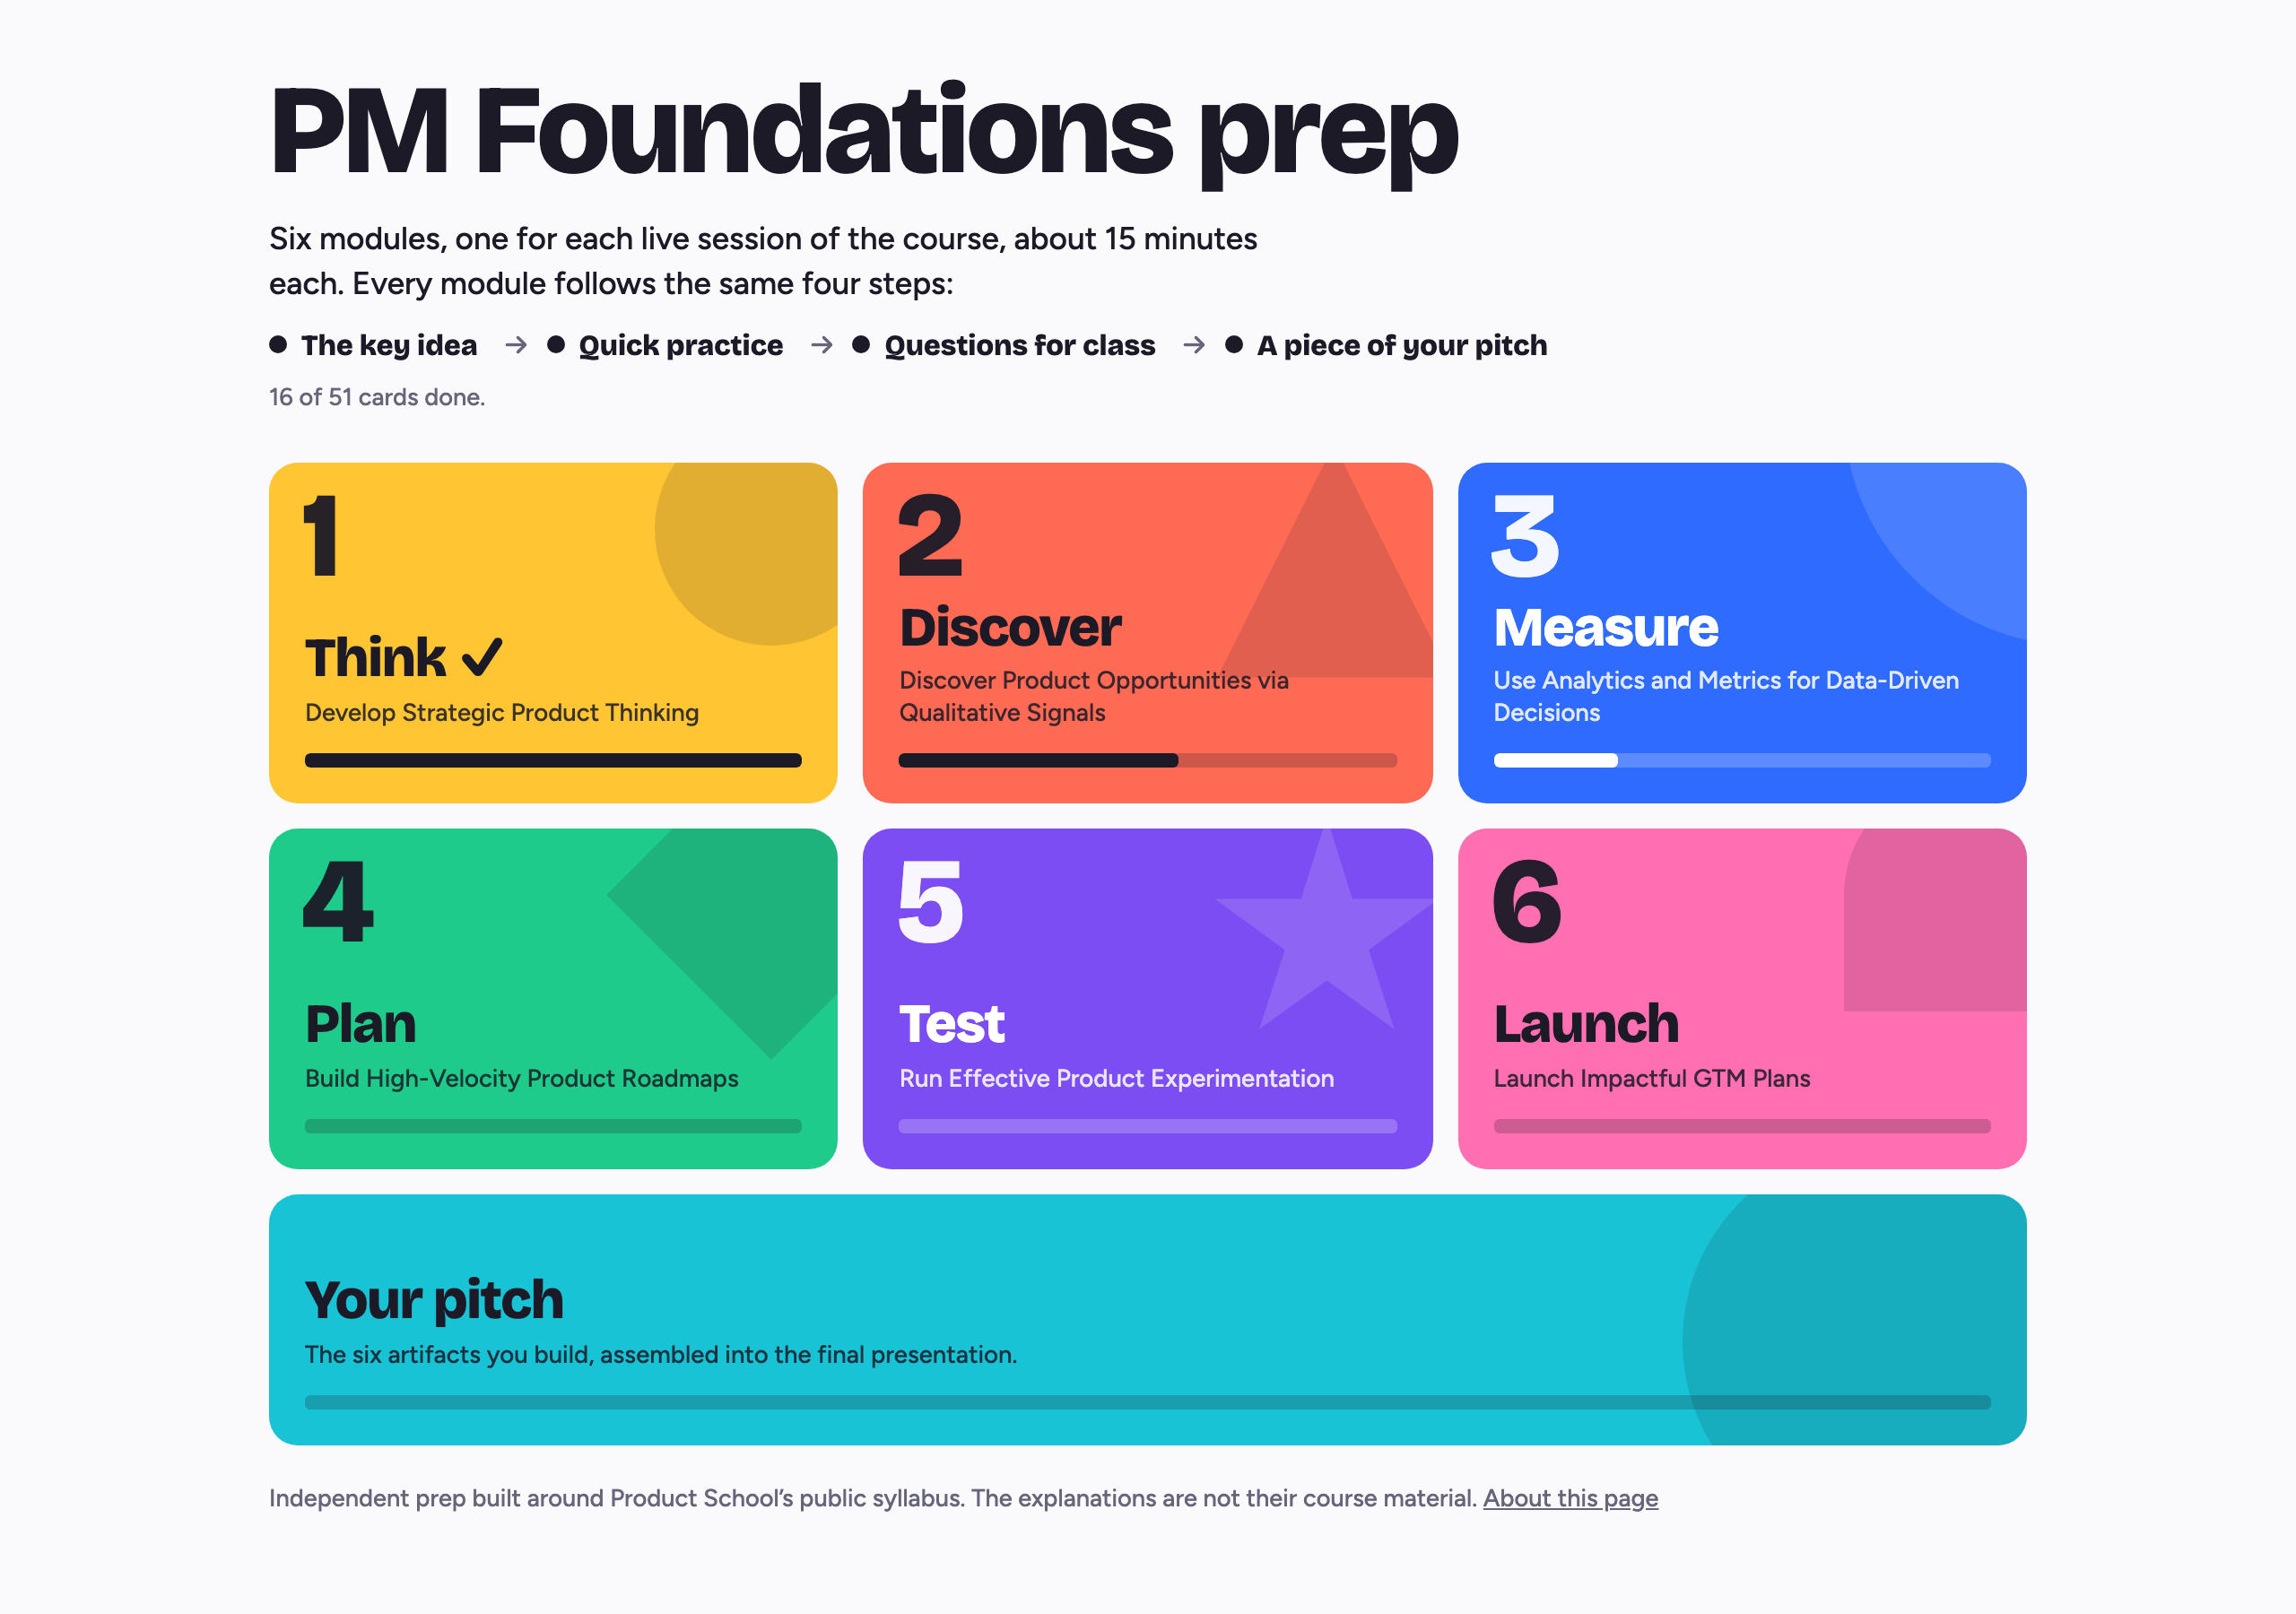 PM Foundations prep
Six modules, one for each live session of the course, about 15 minutes
each. Every module follows the same four steps:
● The key idea → ● Quick practice → ● Questions for class → ● A piece of your pitch
16 of 51 cards done.
1
Think ✓
Develop Strategic Product Thinking
2
Discover
Discover Product Opportunities via
Qualitative Signals
3
Measure
Use Analytics and Metrics for Data-Driven
Decisions
4
Plan
Build High-Velocity Product Roadmaps
5
Test
Run Effective Product Experimentation
6
Launch
Launch Impactful GTM Plans
Your pitch
The six artifacts you build, assembled into the final presentation.
Independent prep built around Product School’s public syllabus. The explanations are not their course material. About this page